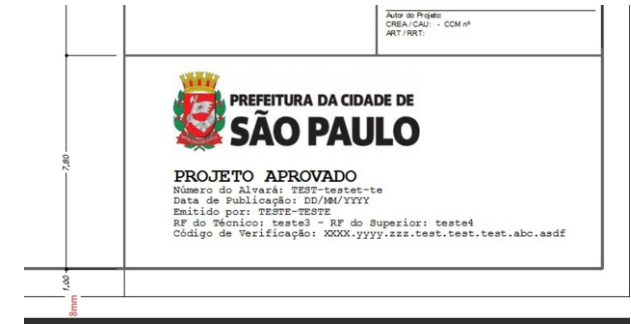 Autor do Projeto:
CREA / CAU: - CCM nº
ART / RRT:
7,80
PREFEITURA DA CIDADE DE
SÃO PAULO
PROJETO APROVADO
Número do Alvará: TEST-testet-te
Data de Publicação: DD/MM/YYYY
Emitido por: TESTE-TESTE
RF do Técnico: teste3 - RF do Superior: teste4
Código de Verificação: XXXX.yyyy.zzz.test.test.test.abc.asdf
1,00
8mm